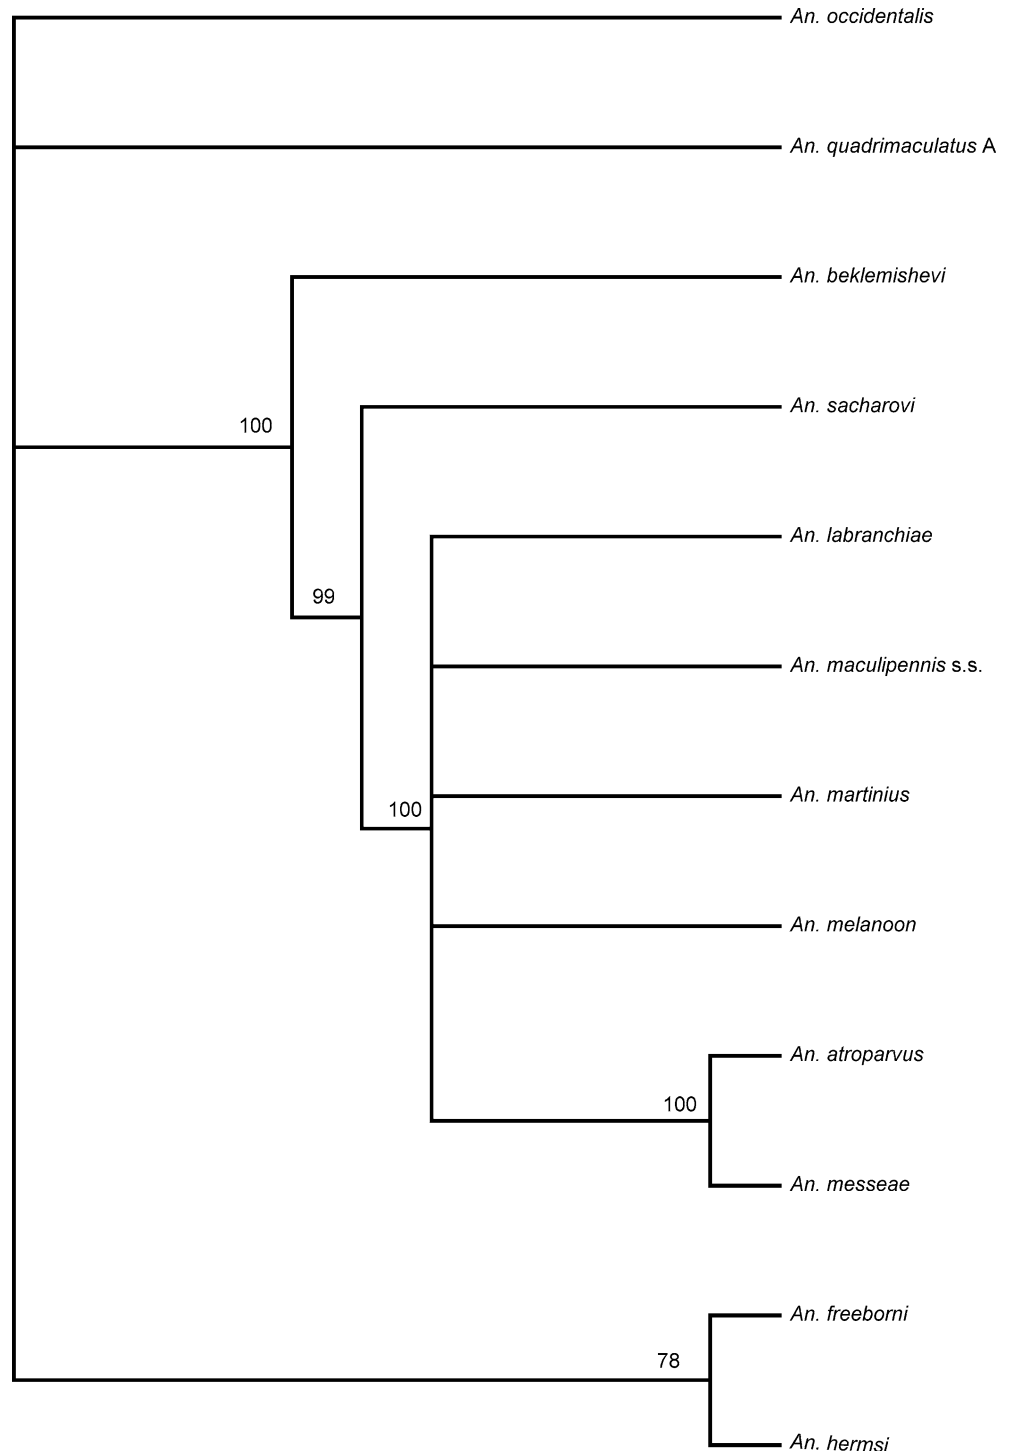 An. occidentalis
An. quadrimaculatus A
An. beklemishevi
An. sacharovi
100
An. labranchiae
99
An. maculipennis s.s.
An. martinius
100
An. melanoon
An. atroparvus
100
An. messeae
An. freeborni
78
An. hermsi